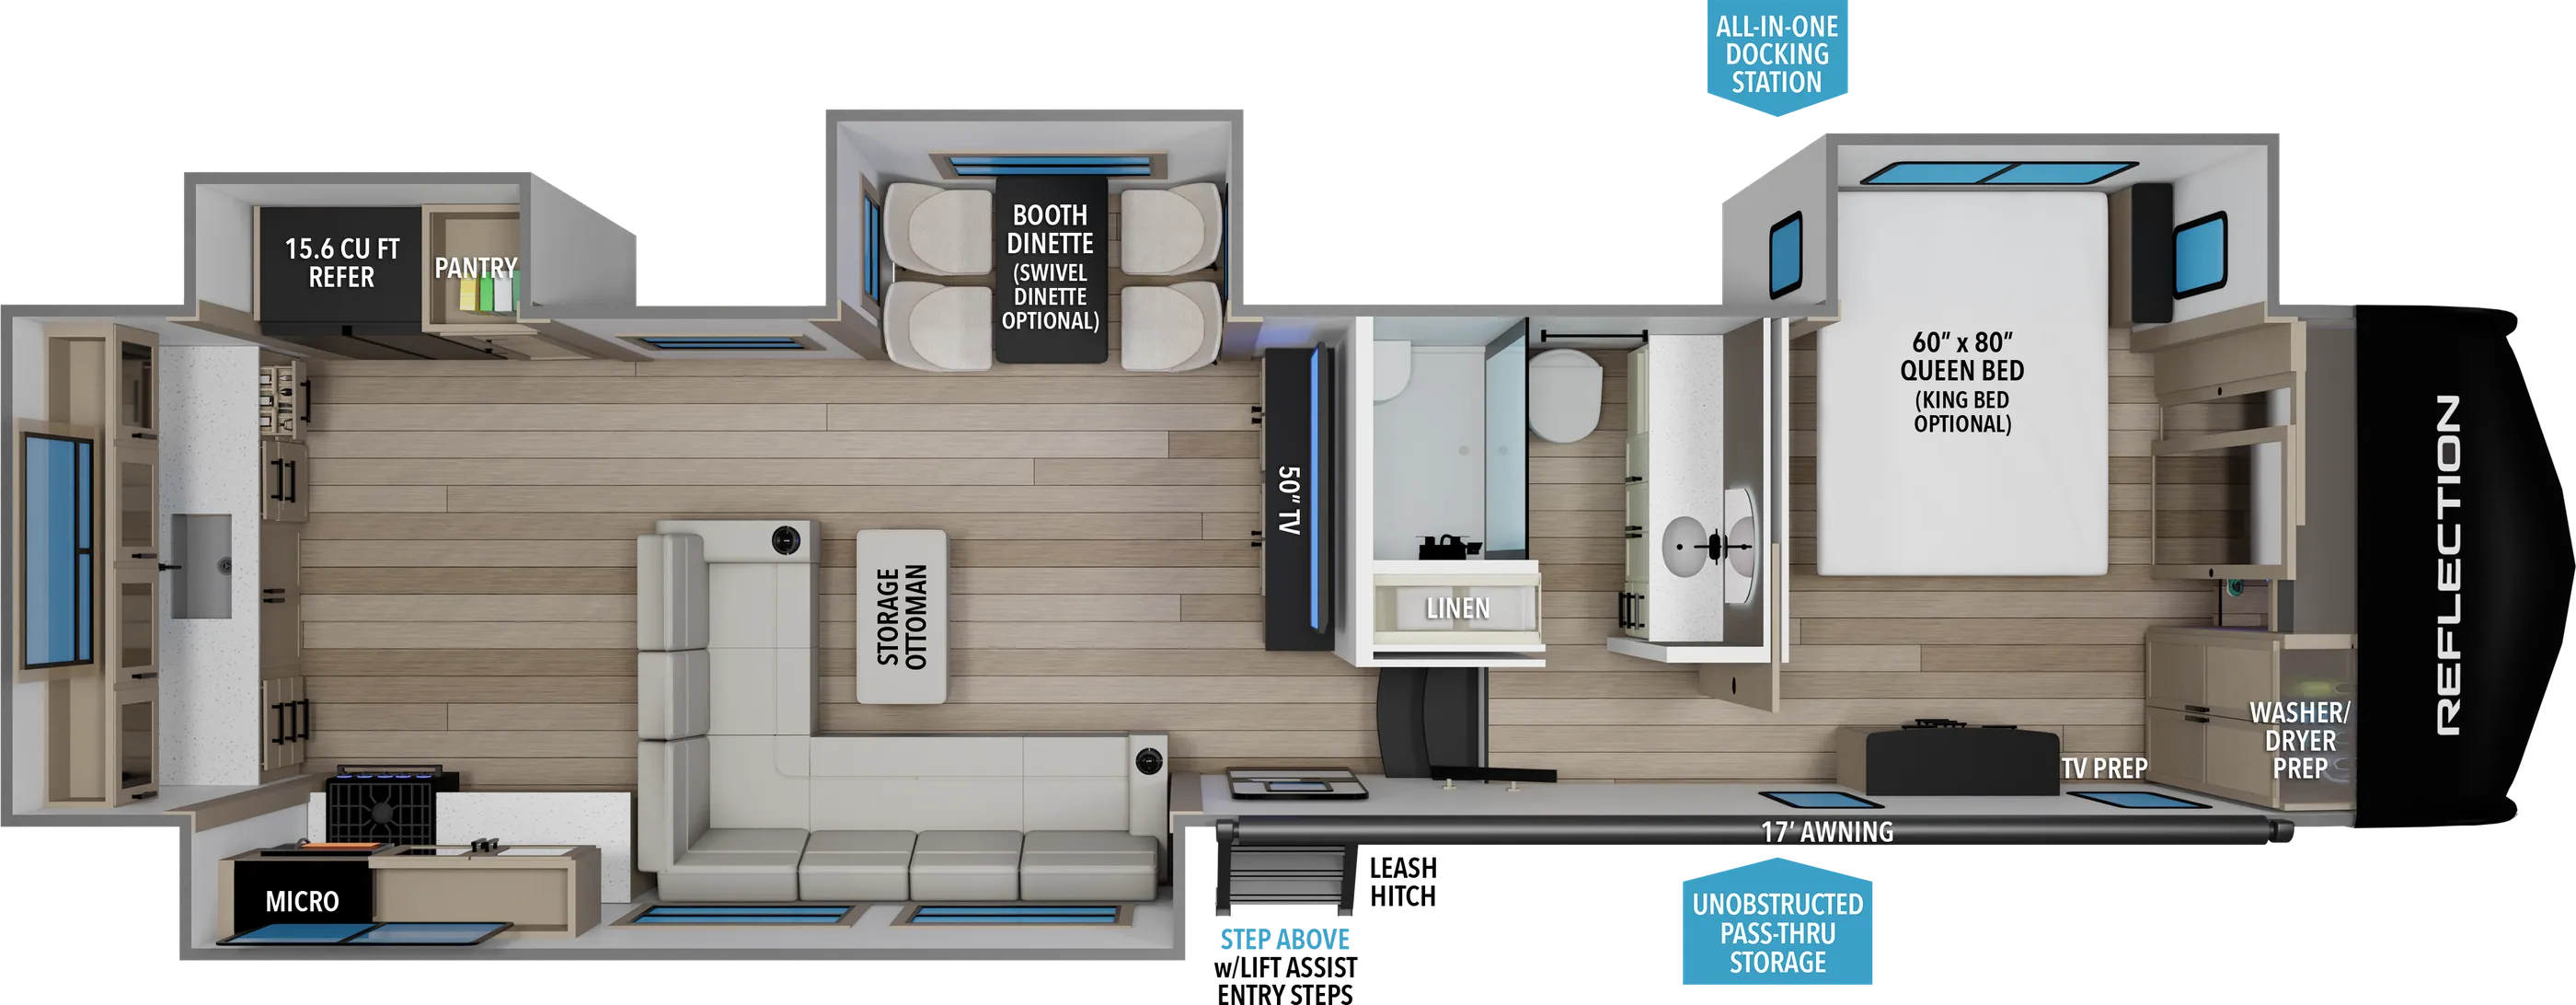 ALL-IN-ONE
DOCKING
STATION
15.6 CU FT
REFER
PANTRY
BOOTH
DINETTE
(SWIVEL
DINETTE
OPTIONAL)
60” x 80”
QUEEN BED
(KING BED
OPTIONAL)
50” TV
LINEN
STORAGE
OTTOMAN
REFLECTION
WASHER/
DRYER
PREP
TV PREP
17’ AWNING
MICRO
LEASH
HITCH
STEP ABOVE
w/LIFT ASSIST
ENTRY STEPS
UNOBSTRUCTED
PASS-THRU
STORAGE